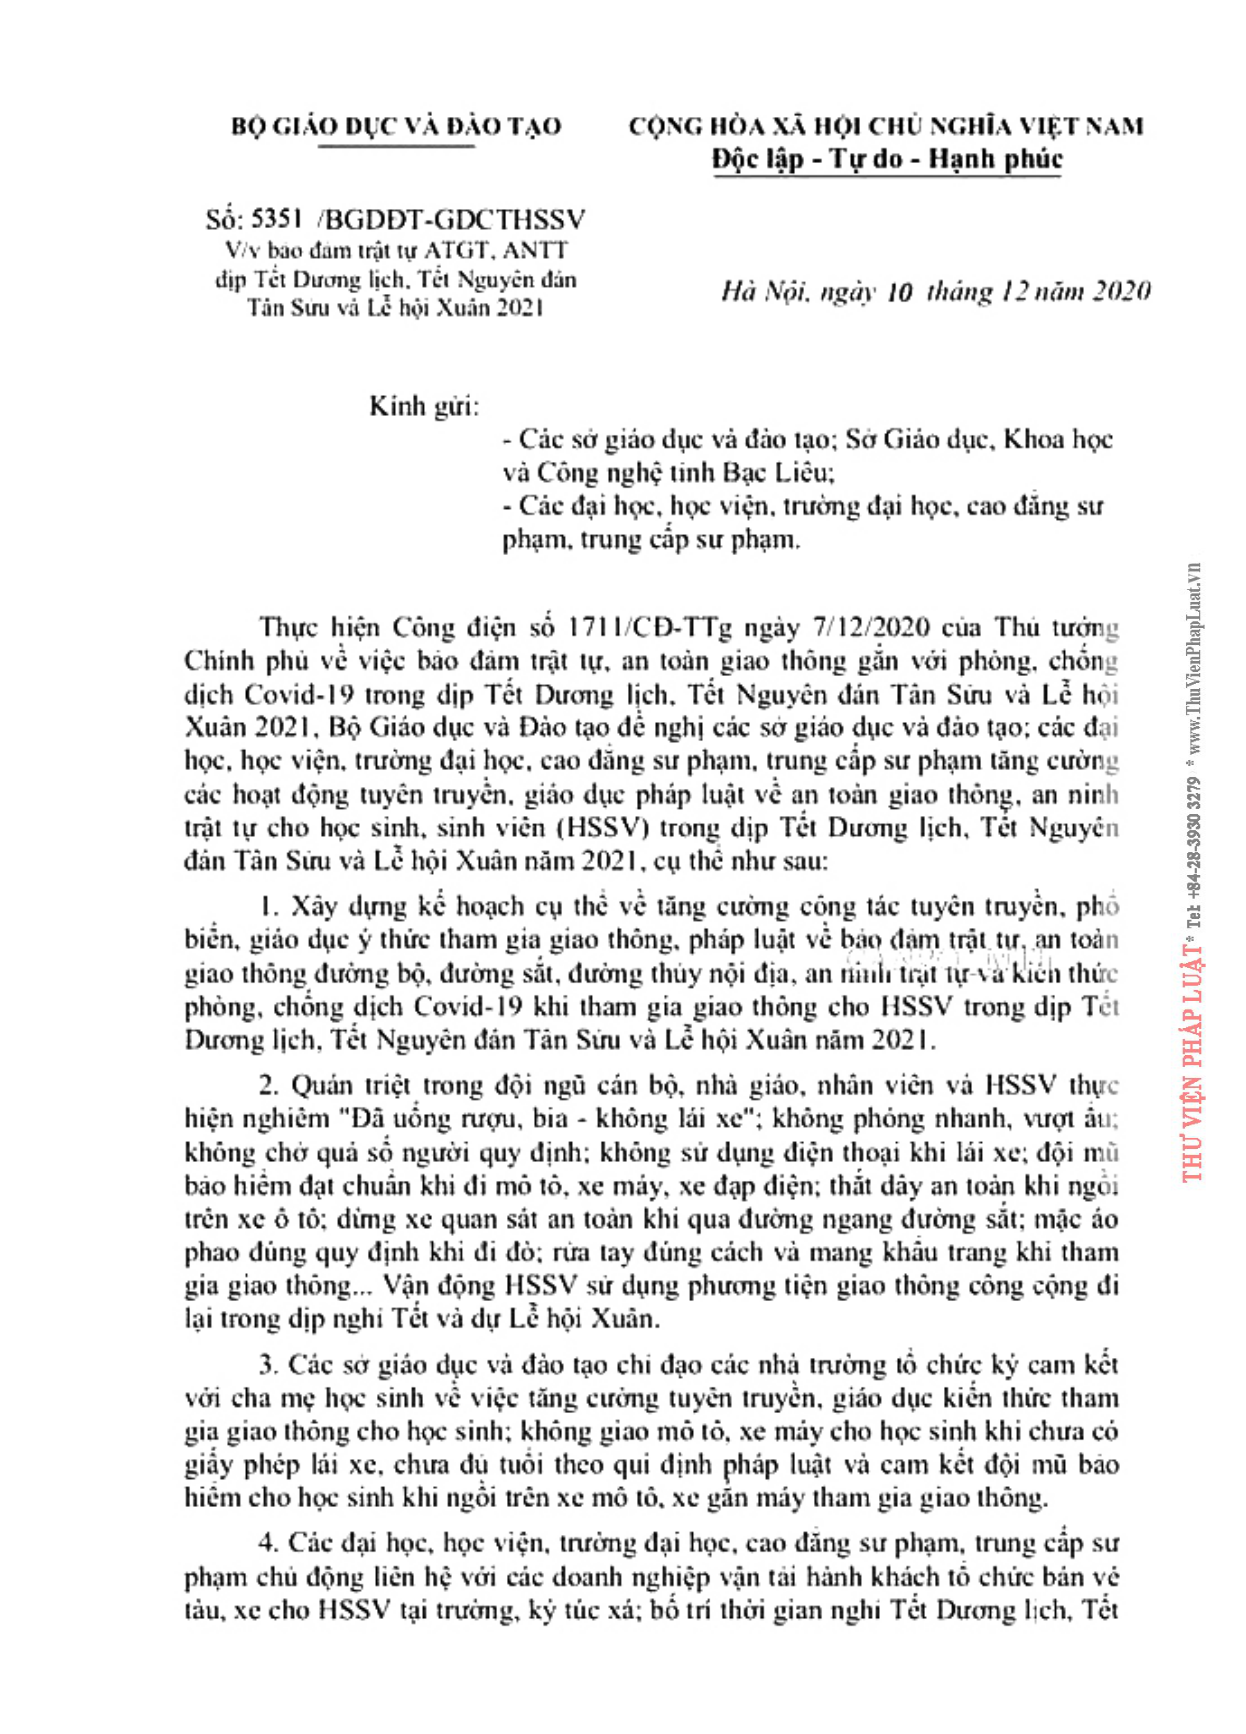 BỘ GIÁO DỤC VÀ ĐÀO TẠO
CỘNG HÒA XÃ HỘI CHỦ NGHĨA VIỆT NAM
Độc lập - Tự do - Hạnh phúc
Số: 5351 /BGDĐT-GDCTHSSV
V/v bảo đảm trật tự ATGT, ANTT
dịp Tết Dương lịch, Tết Nguyên đán
Tân Sửu và Lễ hội Xuân 2021
Hà Nội, ngày 10 tháng 12 năm 2020
Kính gửi:
- Các sở giáo dục và đào tạo; Sở Giáo dục, Khoa học
và Công nghệ tỉnh Bạc Liêu;
- Các đại học, học viện, trường đại học, cao đẳng sư
phạm, trung cấp sư phạm.
Thực hiện Công điện số 1711/CĐ-TTg ngày 7/12/2020 của Thủ tướng
Chính phủ về việc bảo đảm trật tự, an toàn giao thông gắn với phòng, chống
dịch Covid-19 trong dịp Tết Dương lịch, Tết Nguyên đán Tân Sửu và Lễ hội
Xuân 2021, Bộ Giáo dục và Đào tạo đề nghị các sở giáo dục và đào tạo; các đại
học, học viện, trường đại học, cao đẳng sư phạm, trung cấp sư phạm tăng cường
các hoạt động tuyên truyền, giáo dục pháp luật về an toàn giao thông, an ninh
trật tự cho học sinh, sinh viên (HSSV) trong dịp Tết Dương lịch, Tết Nguyên
đán Tân Sửu và Lễ hội Xuân năm 2021, cụ thể như sau:
1. Xây dựng kế hoạch cụ thể về tăng cường công tác tuyên truyền, phổ
biến, giáo dục ý thức tham gia giao thông, pháp luật về bảo đảm trật tự, an toàn
giao thông đường bộ, đường sắt, đường thủy nội địa, an ninh trật tự và kiến thức
phòng, chống dịch Covid-19 khi tham gia giao thông cho HSSV trong dịp Tết
Dương lịch, Tết Nguyên đán Tân Sửu và Lễ hội Xuân năm 2021.
2. Quán triệt trong đội ngũ cán bộ, nhà giáo, nhân viên và HSSV thực
hiện nghiêm "Đã uống rượu, bia - không lái xe"; không phóng nhanh, vượt ẩu;
không chở quá số người quy định; không sử dụng điện thoại khi lái xe; đội mũ
bảo hiểm đạt chuẩn khi đi mô tô, xe máy, xe đạp điện; thắt dây an toàn khi ngồi
trên xe ô tô; dừng xe quan sát an toàn khi qua đường ngang đường sắt; mặc áo
phao đúng quy định khi đi đò; rửa tay đúng cách và mang khẩu trang khi tham
gia giao thông... Vận động HSSV sử dụng phương tiện giao thông công cộng đi
lại trong dịp nghỉ Tết và dự Lễ hội Xuân.
3. Các sở giáo dục và đào tạo chỉ đạo các nhà trường tổ chức ký cam kết
với cha mẹ học sinh về việc tăng cường tuyên truyền, giáo dục kiến thức tham
gia giao thông cho học sinh; không giao mô tô, xe máy cho học sinh khi chưa có
giấy phép lái xe, chưa đủ tuổi theo qui định pháp luật và cam kết đội mũ bảo
hiểm cho học sinh khi ngồi trên xe mô tô, xe gắn máy tham gia giao thông.
4. Các đại học, học viện, trường đại học, cao đẳng sư phạm, trung cấp sư
phạm chủ động liên hệ với các doanh nghiệp vận tải hành khách tổ chức bán vé
tàu, xe cho HSSV tại trường, ký túc xá; bố trí thời gian nghỉ Tết Dương lịch, Tết
THƯ VIỆN PHÁP LUẬT * Tel: +84-28-3930 3279 * www.ThuVienPhapLuat.vn